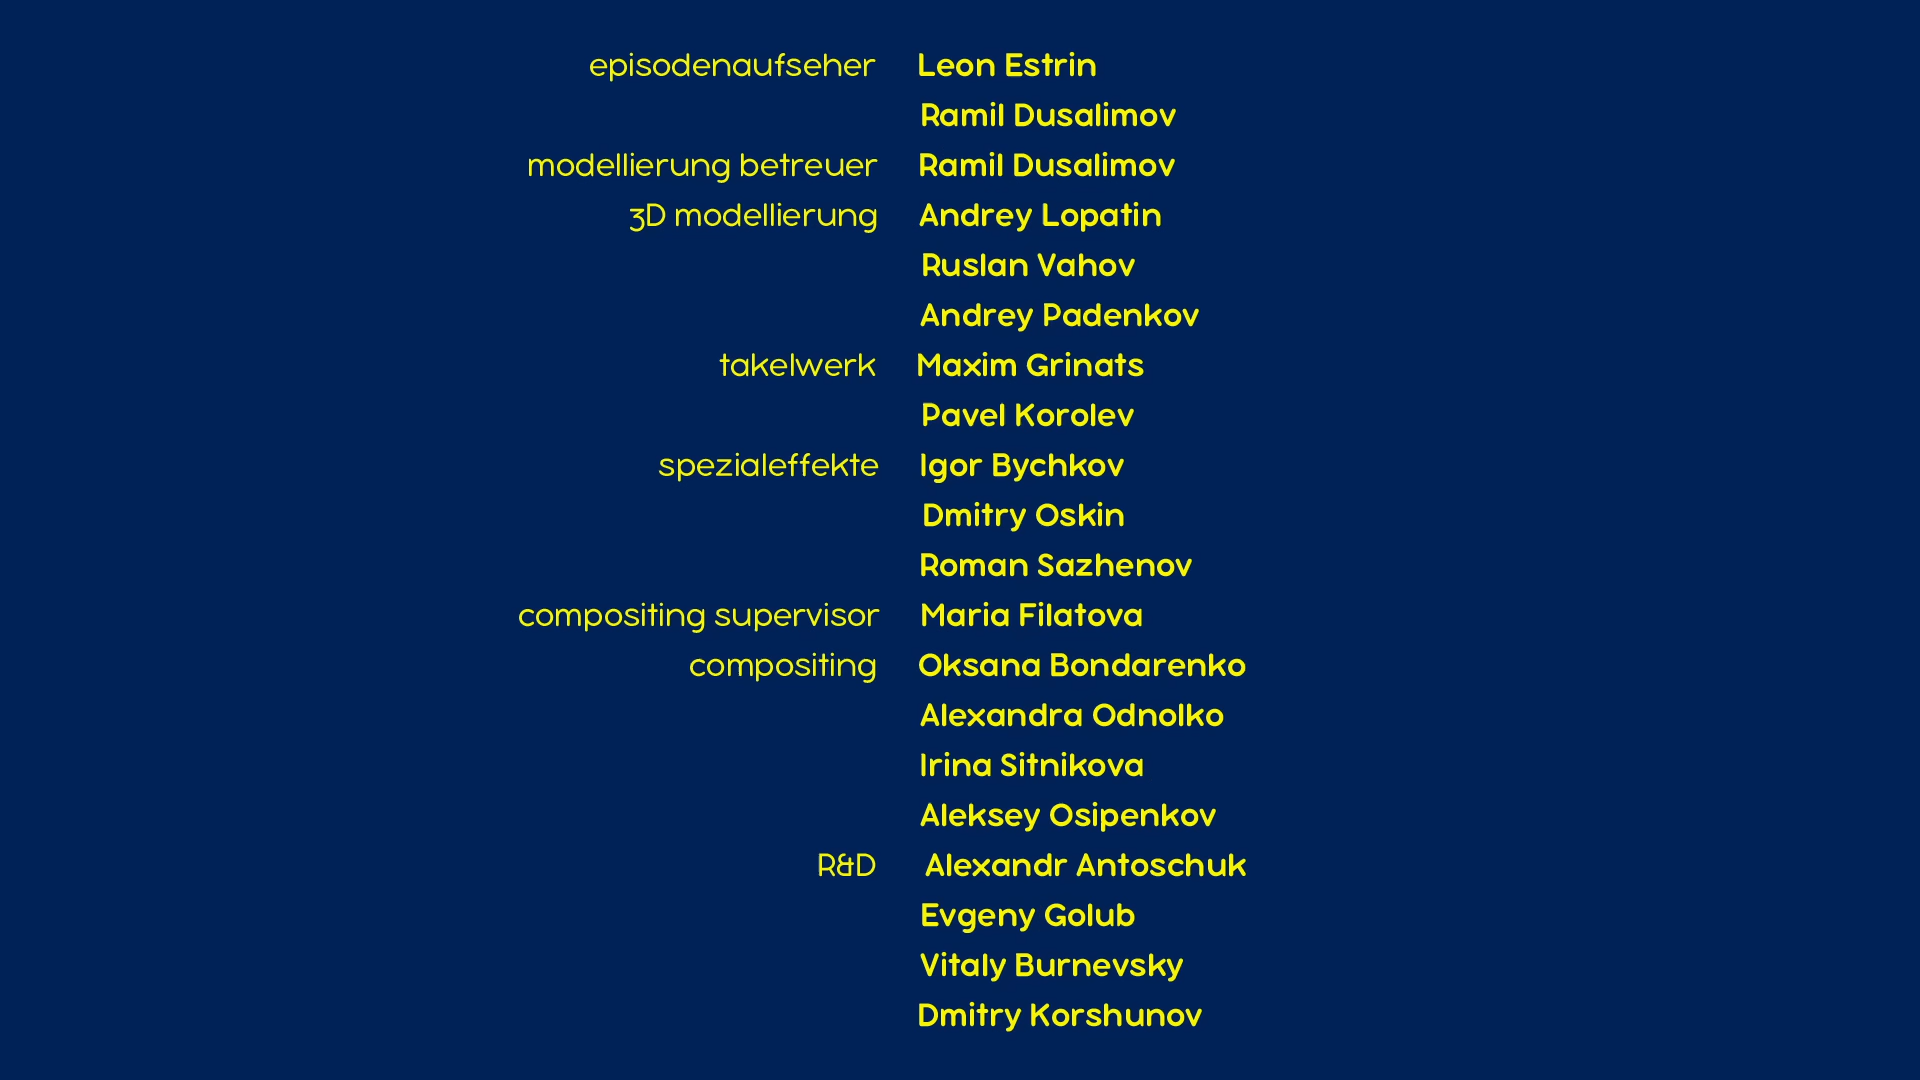 episodenaufseher Leon Estrin
Ramil Dusalimov
modellierung betreuer Ramil Dusalimov
3D modellierung Andrey Lopatin
Ruslan Vahov
Andrey Padenkov
takelwerk Maxim Grinats
Pavel Korolev
spezialeffekte Igor Bychkov
Dmitry Oskin
Roman Sazhenov
compositing supervisor Maria Filatova
compositing Oksana Bondarenko
Alexandra Odnolko
Irina Sitnikova
Aleksey Osipenkov
R&D Alexandr Antoschuk
Evgeny Golub
Vitaly Burnevsky
Dmitry Korshunov